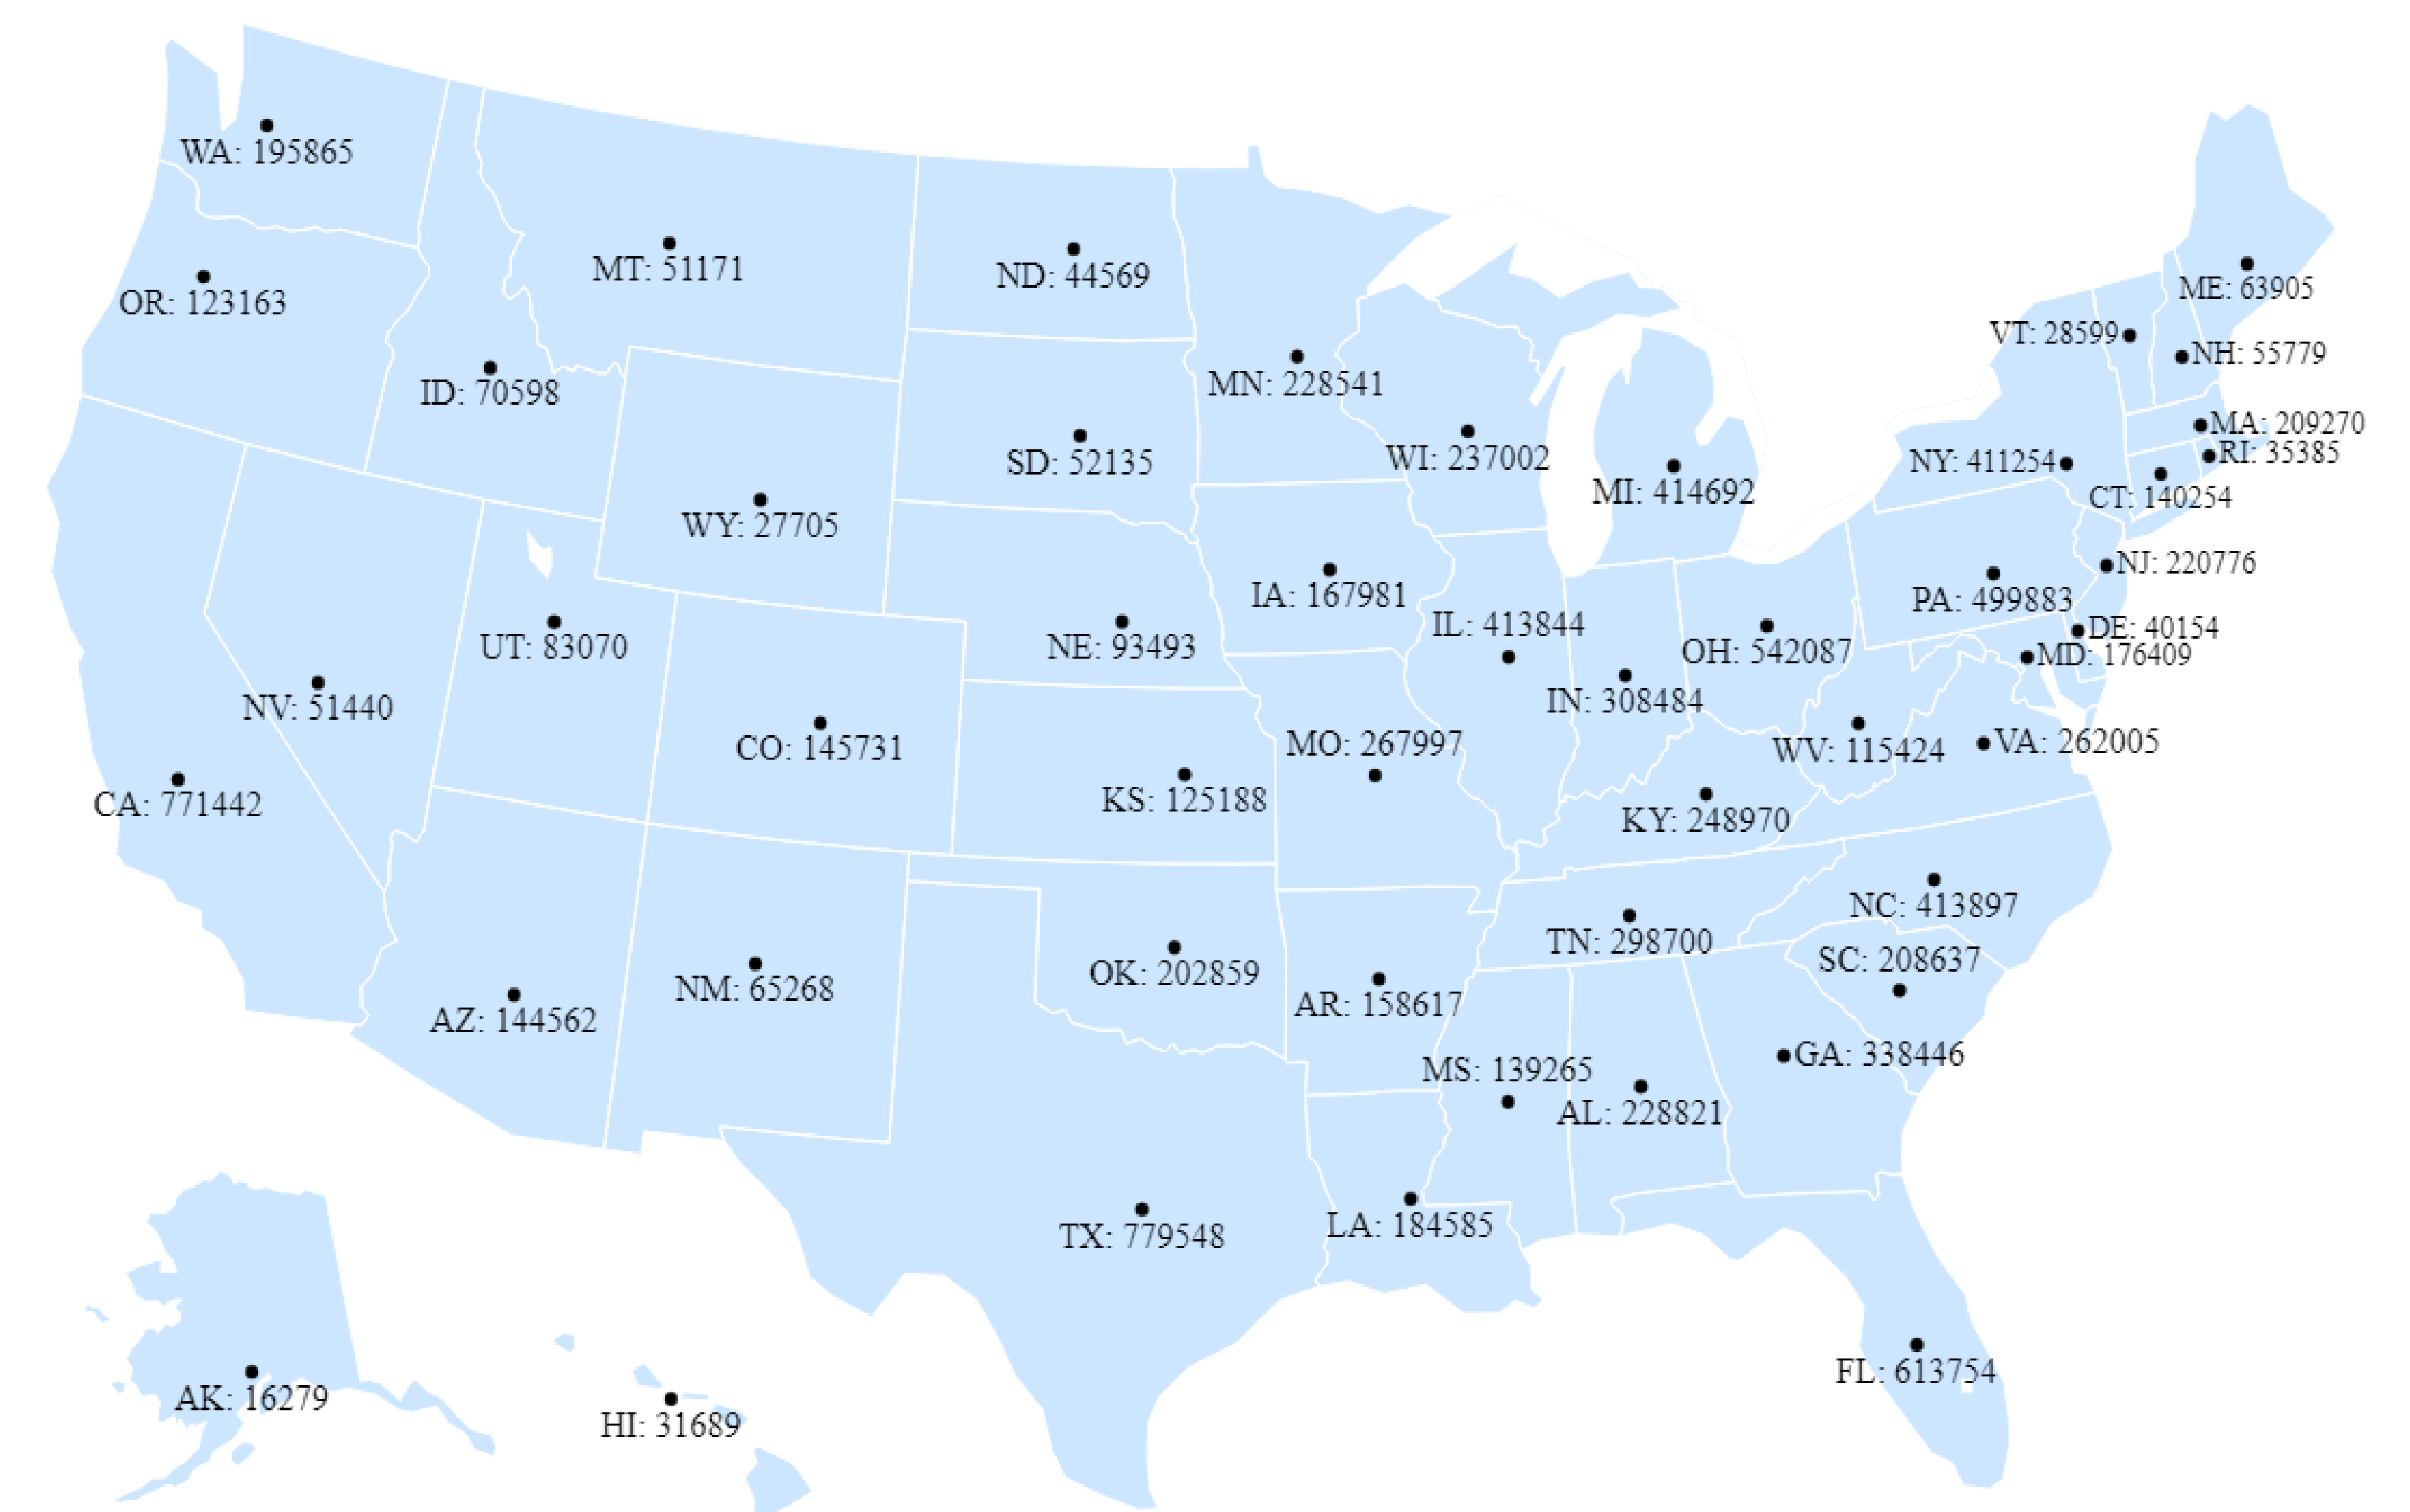 WA: 195865
MT: 51171
ND: 44569
ME: 63905
OR: 123163
VT: 28599
NH: 55779
ID: 70598
MN: 228541
MA: 209270
RI: 35385
SD: 52135
WI: 237002
NY: 411254
MI: 414692
CT: 140254
WY: 27705
NJ: 220776
IA: 167981
PA: 499883
IL: 413844
DE: 40154
UT: 83070
NE: 93493
OH: 542087
MD: 176409
NV: 51440
IN: 308484
CO: 145731
MO: 267997
WV: 115424
VA: 262005
CA: 771442
KS: 125188
KY: 248970
NC: 413897
TN: 298700
SC: 208637
OK: 202859
NM: 65268
AR: 158617
AZ: 144562
GA: 338446
MS: 139265
AL: 228821
TX: 779548
LA: 184585
FL: 613754
AK: 16279
HI: 31689